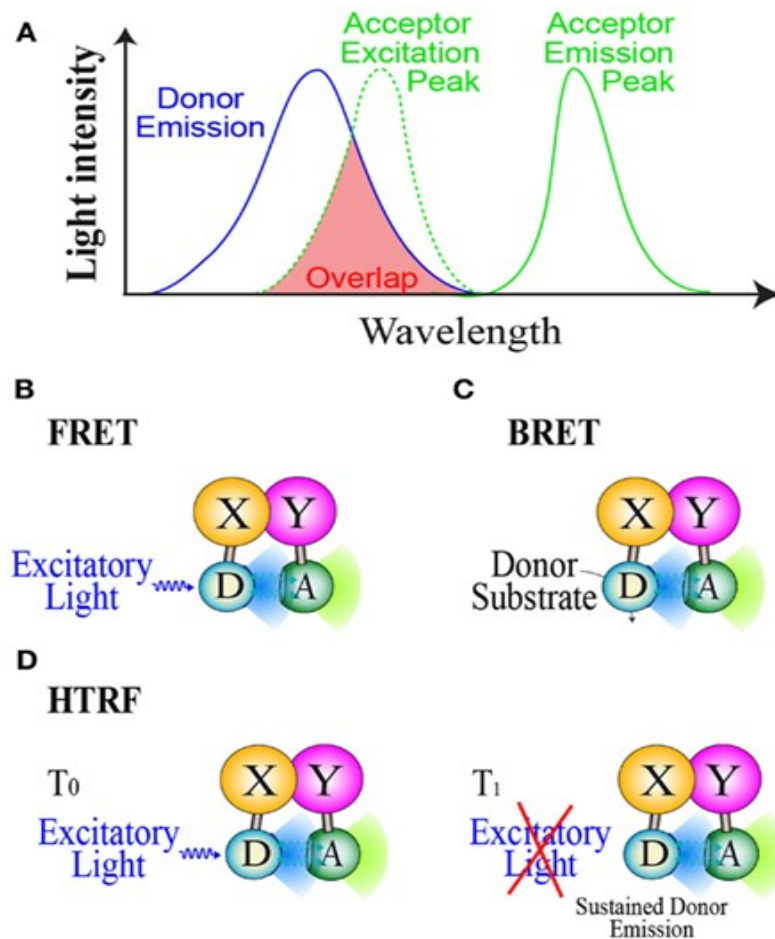 A
Light intensity
Donor
Emission
Acceptor
Excitation
Peak
Acceptor
Emission
Peak
Overlap
Wavelength
B
FRET
X Y
Excitatory
Light
D A
C
BRET
X Y
Donor
Substrate
D A
D
HTRF
T0
X Y
Excitatory
Light
D A
T1
X Y
Excitatory
Light
D A
Sustained Donor
Emission